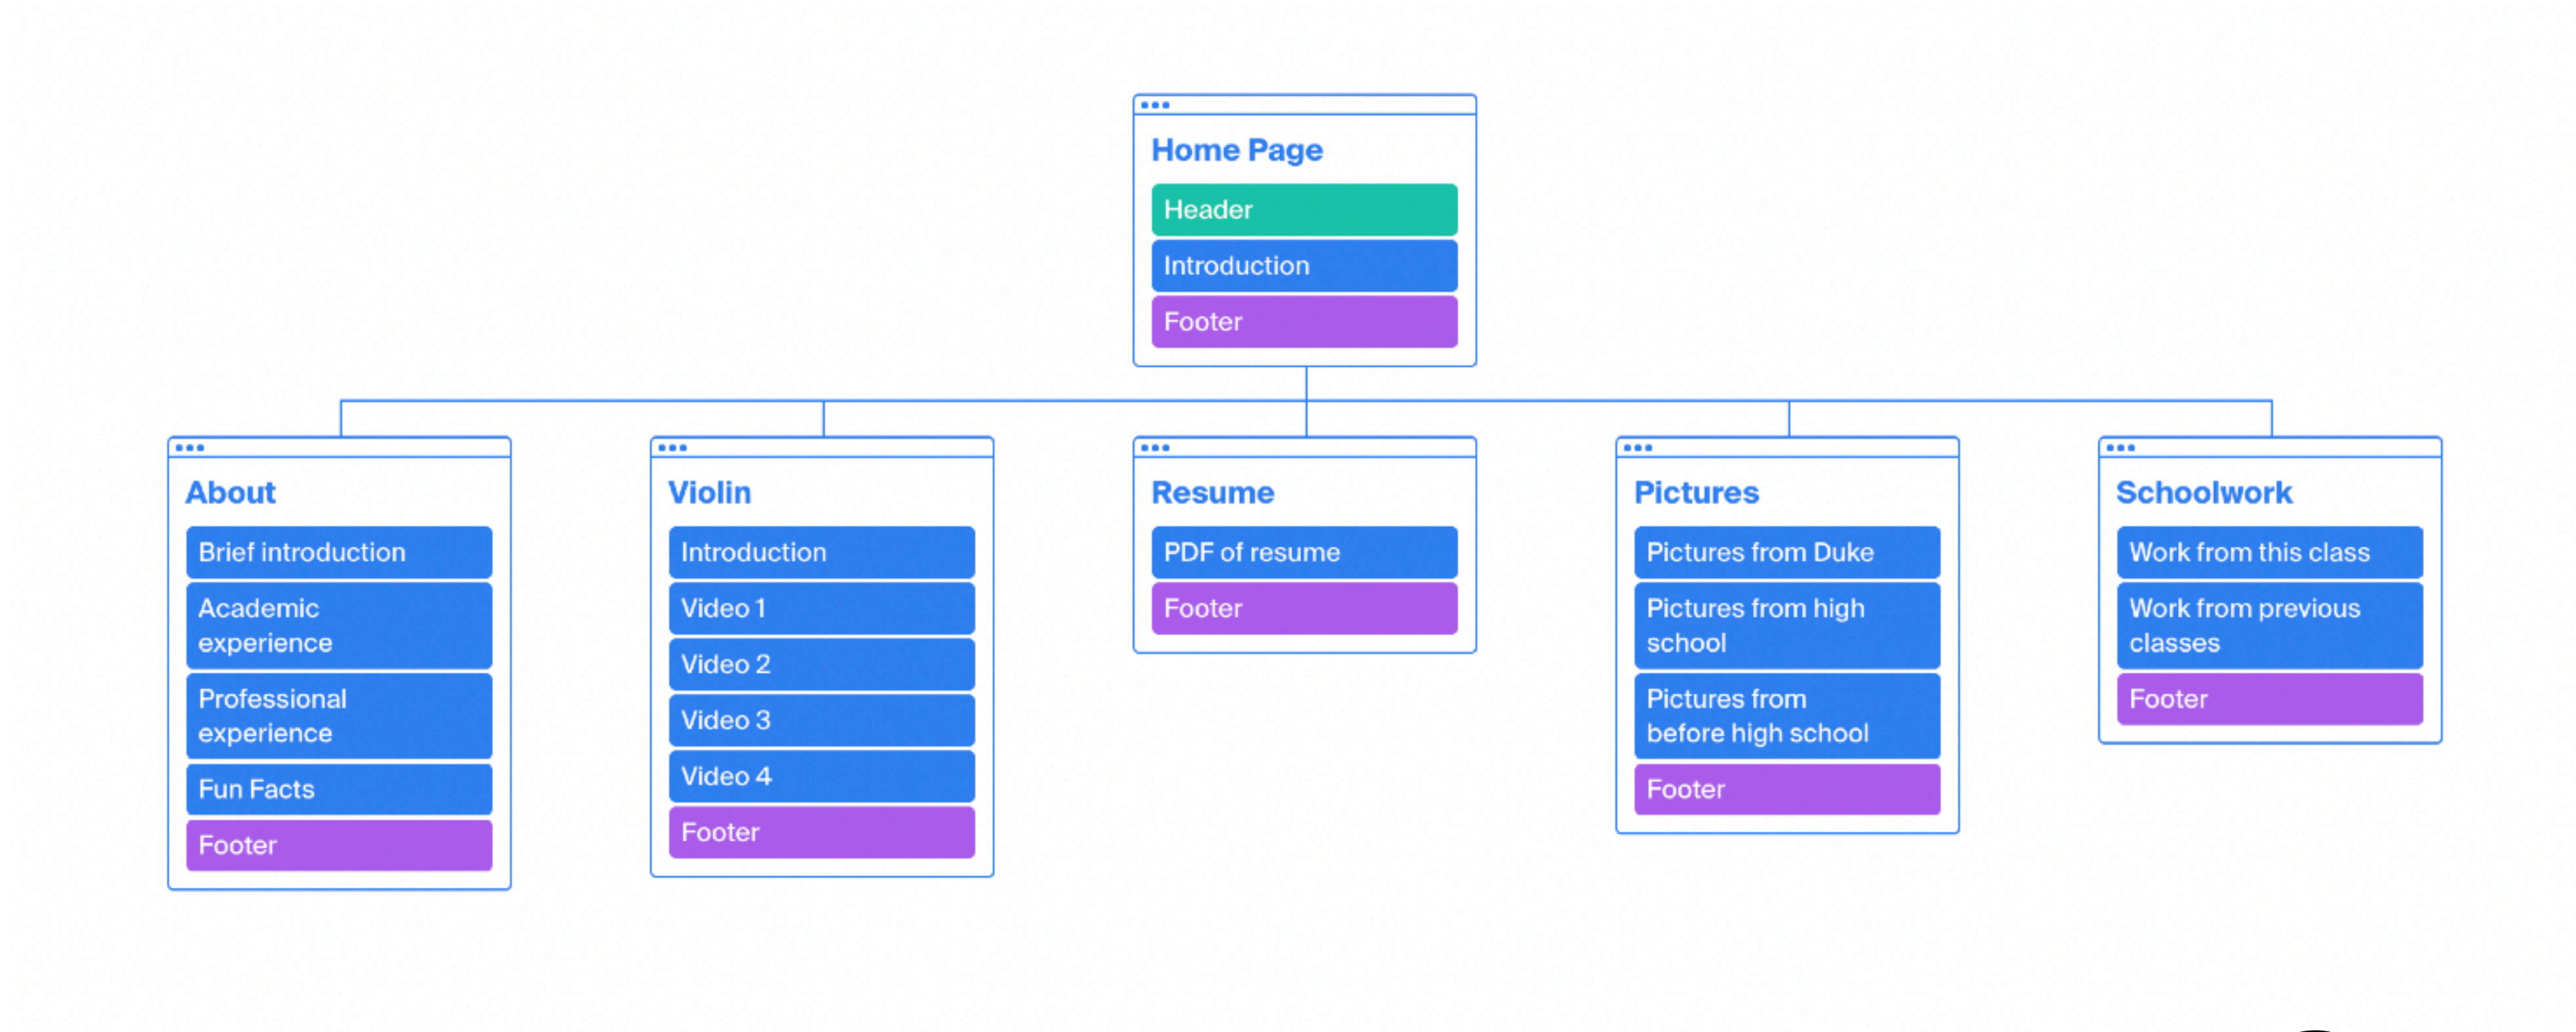 Home Page
Header
Introduction
Footer
About
Brief introduction
Academic
experience
Professional
experience
Fun Facts
Footer
Violin
Introduction
Video 1
Video 2
Video 3
Video 4
Footer
Resume
PDF of resume
Footer
Pictures
Pictures from Duke
Pictures from high
school
Pictures from
before high school
Footer
Schoolwork
Work from this class
Work from previous
classes
Footer